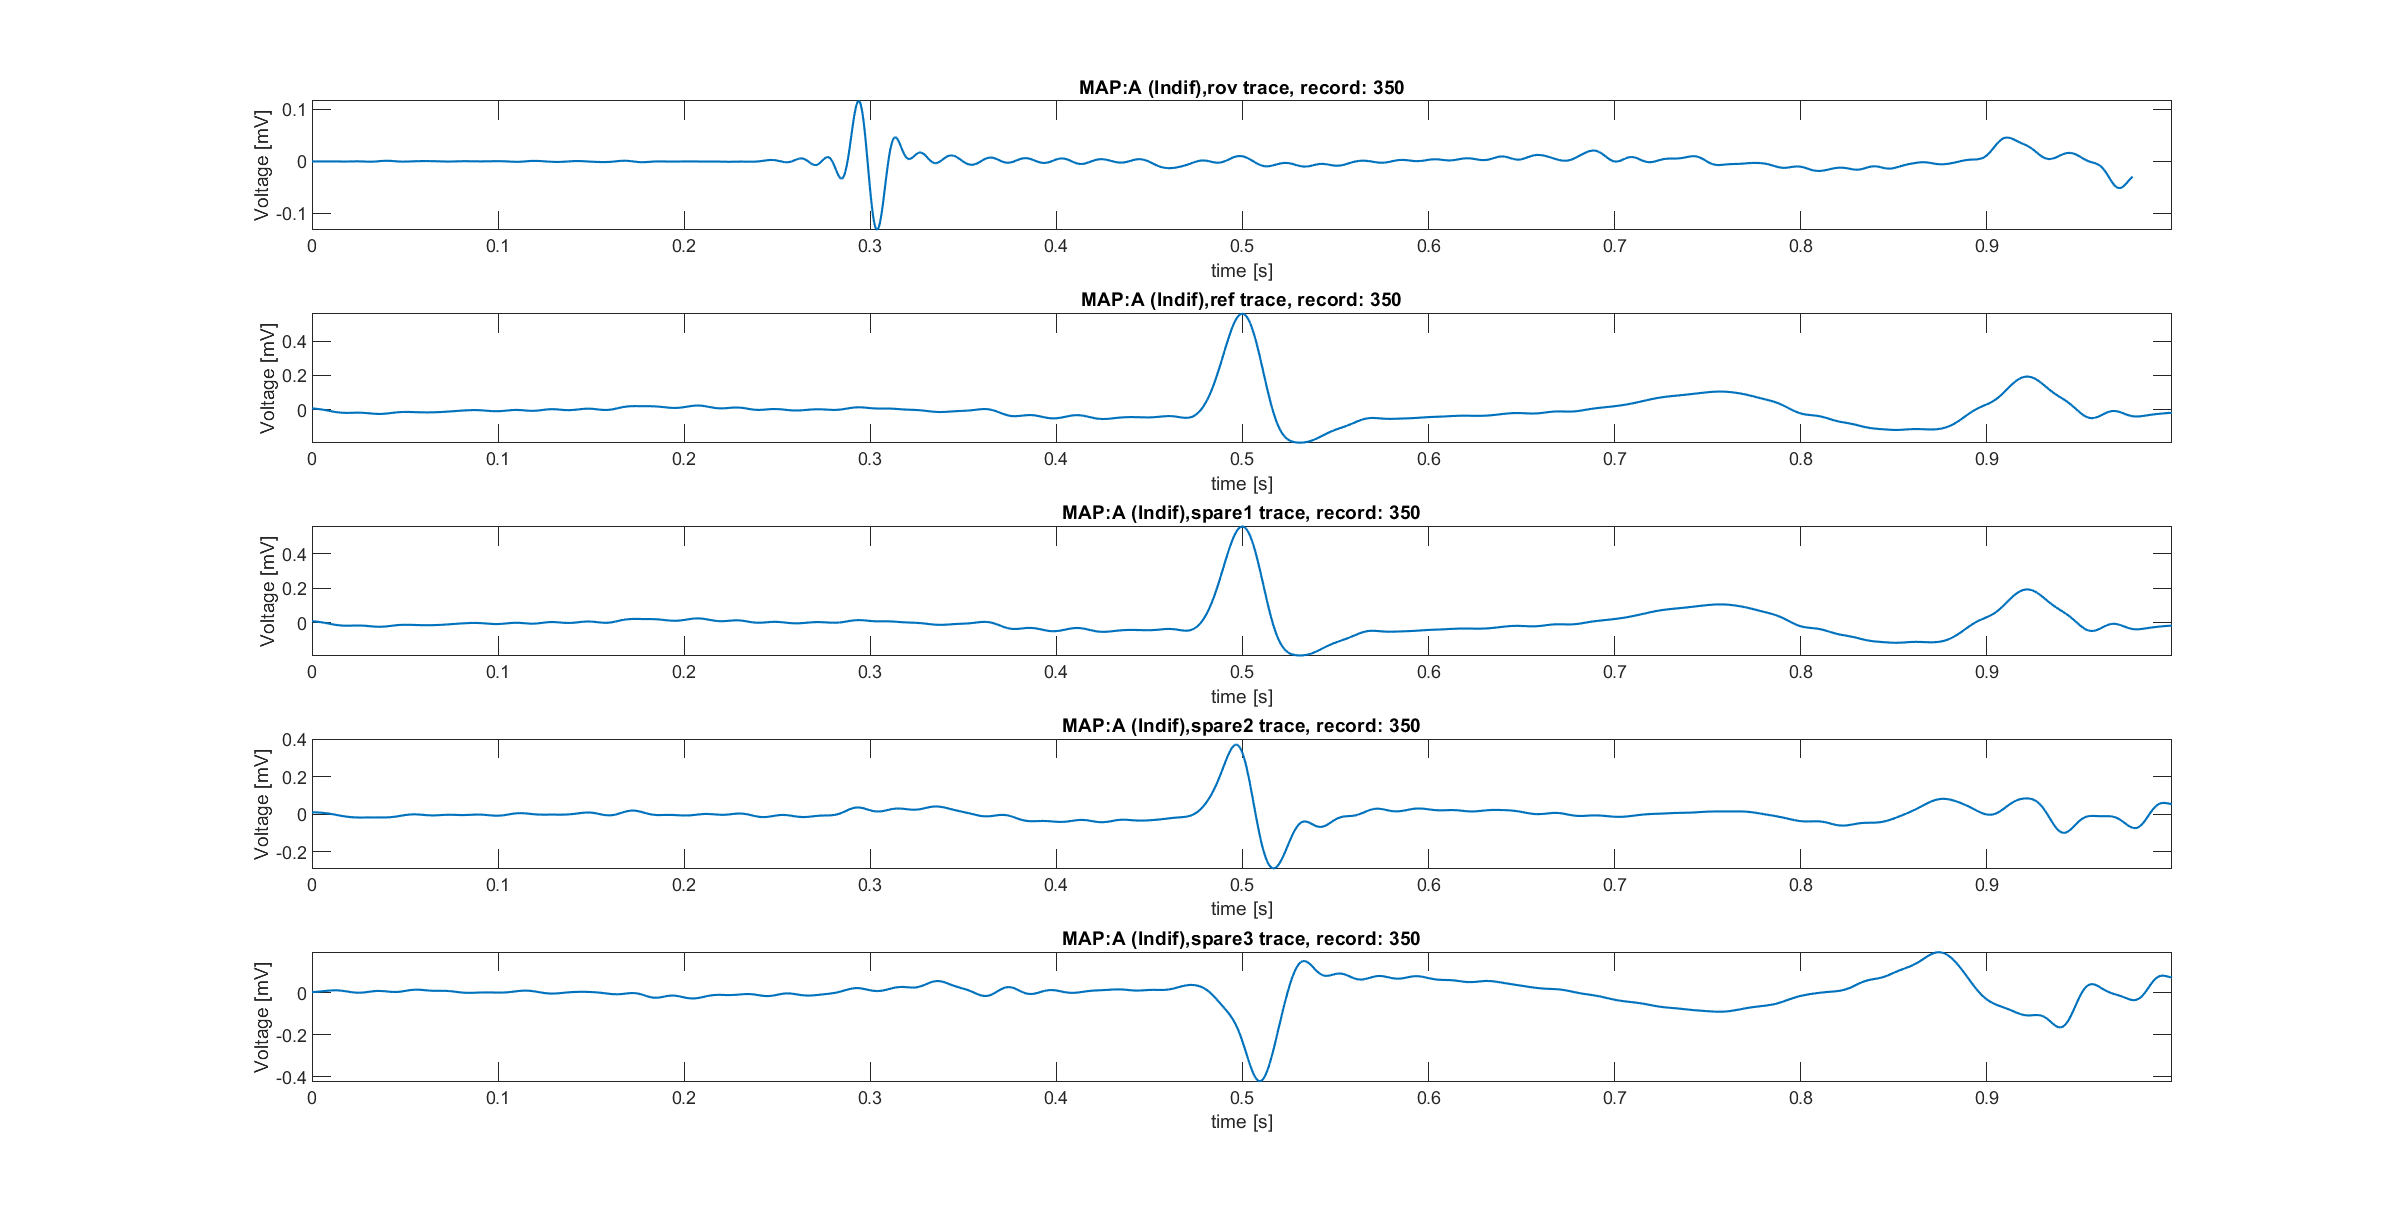 MAP:A (Indif),rov trace, record: 350
Voltage [mV]
0.1
0
-0.1
0 0.1 0.2 0.3 0.4 0.5 0.6 0.7 0.8 0.9
time [s]
MAP:A (Indif),ref trace, record: 350
Voltage [mV]
0.4
0.2
0
0 0.1 0.2 0.3 0.4 0.5 0.6 0.7 0.8 0.9
time [s]
MAP:A (Indif),spare1 trace, record: 350
Voltage [mV]
0.4
0.2
0
0 0.1 0.2 0.3 0.4 0.5 0.6 0.7 0.8 0.9
time [s]
MAP:A (Indif),spare2 trace, record: 350
Voltage [mV]
0.4
0.2
0
-0.2
0 0.1 0.2 0.3 0.4 0.5 0.6 0.7 0.8 0.9
time [s]
MAP:A (Indif),spare3 trace, record: 350
Voltage [mV]
0
-0.2
-0.4
0 0.1 0.2 0.3 0.4 0.5 0.6 0.7 0.8 0.9
time [s]